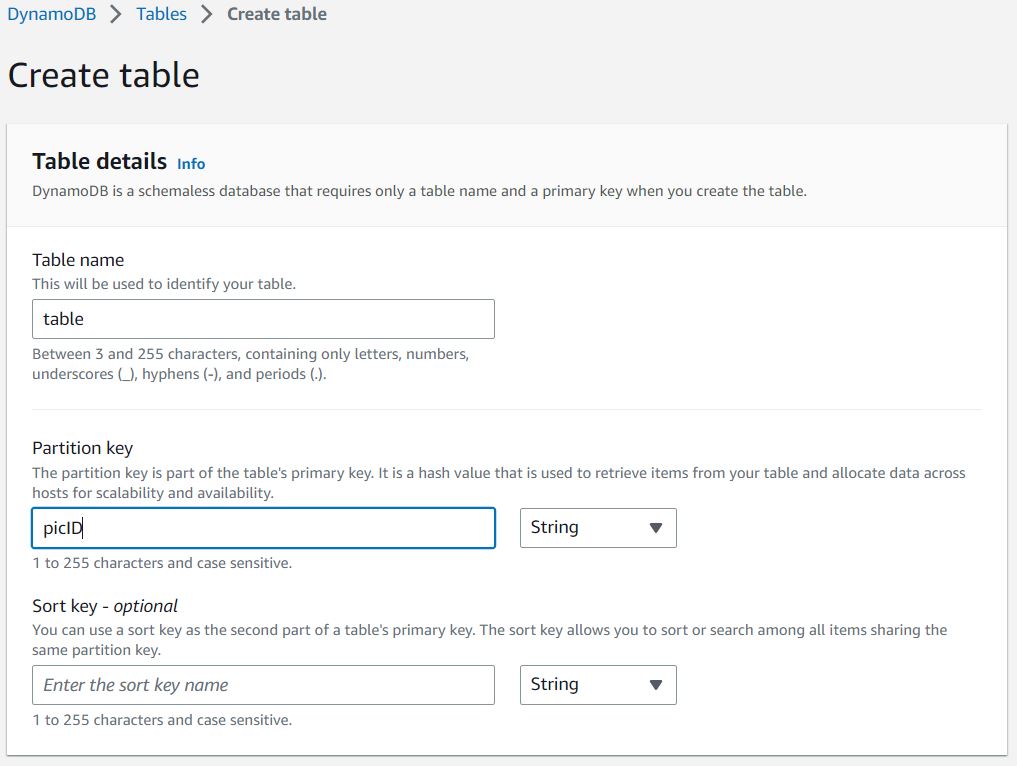 DynamoDB > Tables > Create table
Create table
Table details Info
DynamoDB is a schemaless database that requires only a table name and a primary key when you create the table.
Table name
This will be used to identify your table.
table
Between 3 and 255 characters, containing only letters, numbers,
underscores (_), hyphens (-), and periods (.).
Partition key
The partition key is part of the table's primary key. It is a hash value that is used to retrieve items from your table and allocate data across
hosts for scalability and availability.
picID String
1 to 255 characters and case sensitive.
Sort key - optional
You can use a sort key as the second part of a table's primary key. The sort key allows you to sort or search among all items sharing the
same partition key.
Enter the sort key name String
1 to 255 characters and case sensitive.